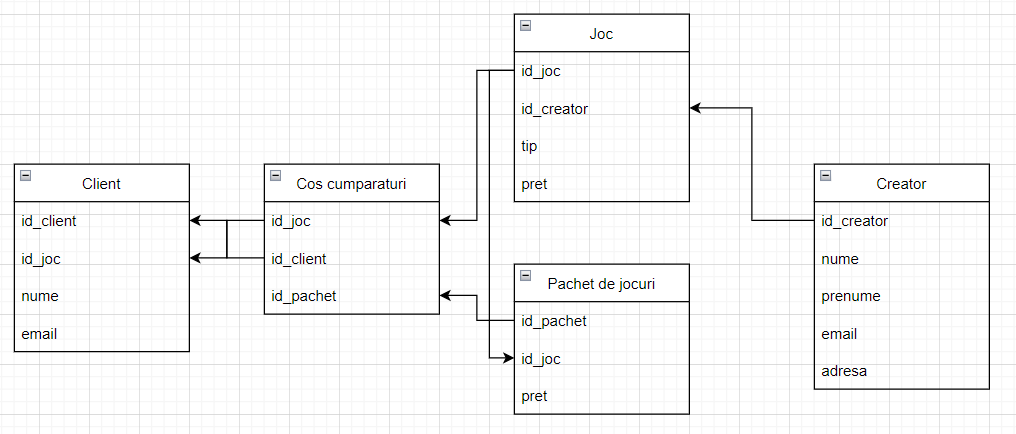 Joc
id_joc
id_creator
tip
pret
Client
id_client
id_joc
nume
email
Cos cumparaturi
id_joc
id_client
id_pachet
Pachet de jocuri
id_pachet
id_joc
pret
Creator
id_creator
nume
prenume
email
adresa